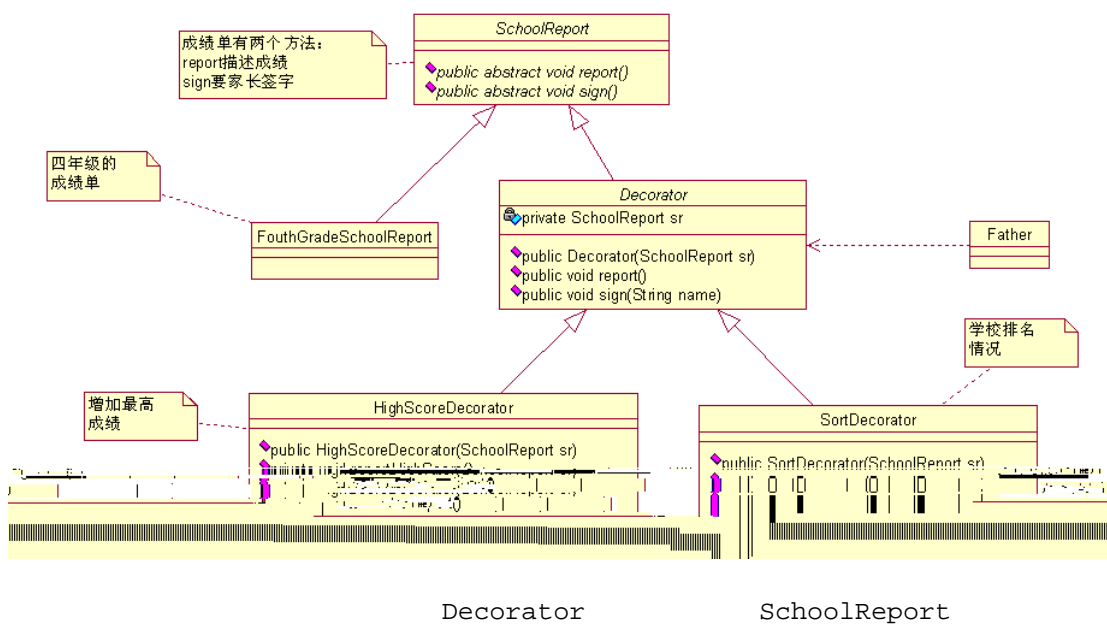 SchoolReport
成绩单有两个方法：
report描述成绩
sign要家长签字
public abstract void report()
public abstract void sign()
四年级的
成绩单
Decorator
private SchoolReport sr
FouthGradeSchoolReport
Father
public Decorator(SchoolReport sr)
public void report()
public void sign(String name)
学校排名
情况
增加最高
成绩
HighScoreDecorator
SortDecorator
public HighScoreDecorator(SchoolReport sr)
public SortDecorator(SchoolReport sr)
Decorator SchoolReport